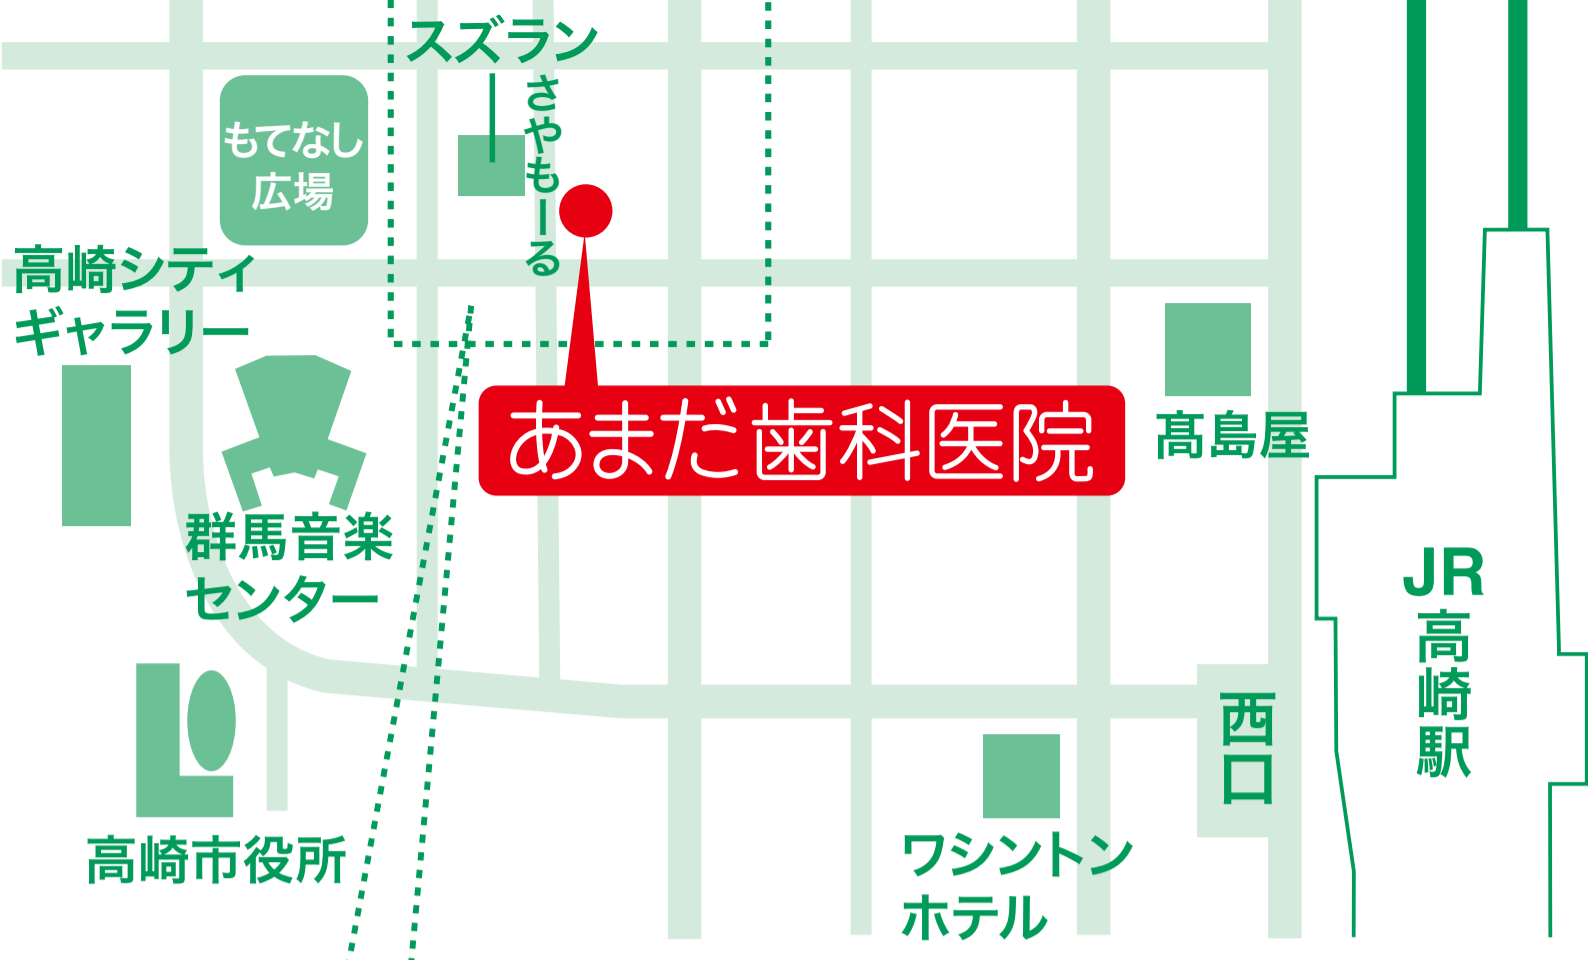 スズラン
さやもーる
もてなし
広場
高崎シティ
ギャラリー
あまだ歯科医院
髙島屋
群馬音楽
センター
JR
高崎駅
西口
高崎市役所
ワシントン
ホテル